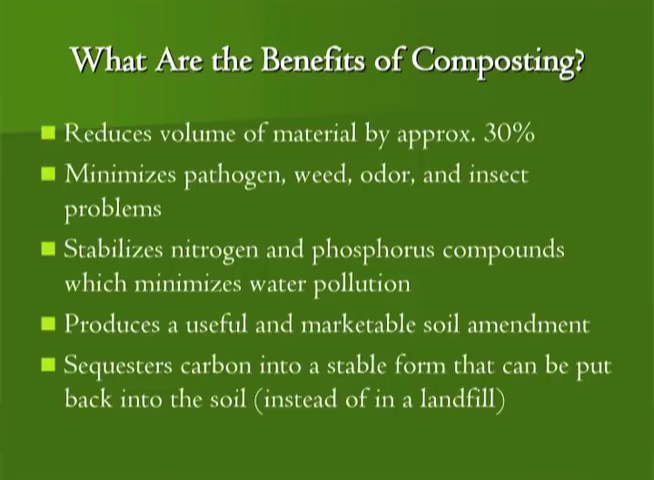 What Are the Benefits of Composting?
Reduces volume of material by approx. 30%
Minimizes pathogen, weed, odor, and insect
problems
Stabilizes nitrogen and phosphorus compounds
which minimizes water pollution
Produces a useful and marketable soil amendment
Sequesters carbon into a stable form that can be put
back into the soil (instead of in a landfill)